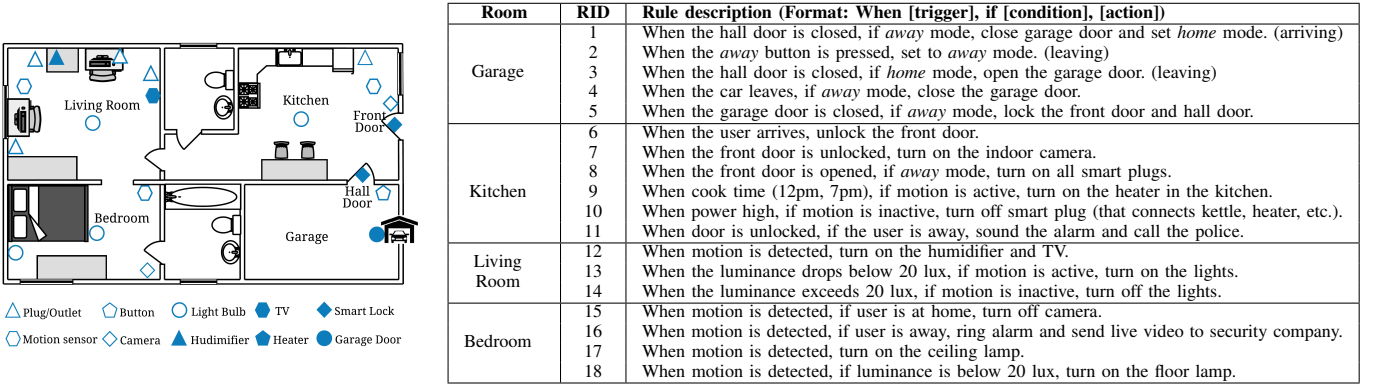 Living Room
Kitchen
Front
Door
Hall
Door
Bedroom
Garage
Plug/Outlet
Button
Light Bulb
TV
Smart Lock
Motion sensor
Camera
Hudimifier
Heater
Garage Door
Room RID Rule description (Format: When [trigger], if [condition], [action])
Garage
1 When the hall door is closed, if away mode, close garage door and set home mode. (arriving)
2 When the away button is pressed, set to away mode. (leaving)
3 When the hall door is closed, if home mode, open the garage door. (leaving)
4 When the car leaves, if away mode, close the garage door.
5 When the garage door is closed, if away mode, lock the front door and hall door.
Kitchen
6 When the user arrives, unlock the front door.
7 When the front door is unlocked, turn on the indoor camera.
8 When the front door is opened, if away mode, turn on all smart plugs.
9 When cook time (12pm, 7pm), if motion is active, turn on the heater in the kitchen.
10 When power high, if motion is inactive, turn off smart plug (that connects kettle, heater, etc.).
11 When door is unlocked, if the user is away, sound the alarm and call the police.
Living
Room
12 When motion is detected, turn on the humidifier and TV.
13 When the luminance drops below 20 lux, if motion is active, turn on the lights.
14 When the luminance exceeds 20 lux, if motion is inactive, turn off the lights.
Bedroom
15 When motion is detected, if user is at home, turn off camera.
16 When motion is detected, if user is away, ring alarm and send live video to security company.
17 When motion is detected, turn on the ceiling lamp.
18 When motion is detected, if luminance is below 20 lux, turn on the floor lamp.